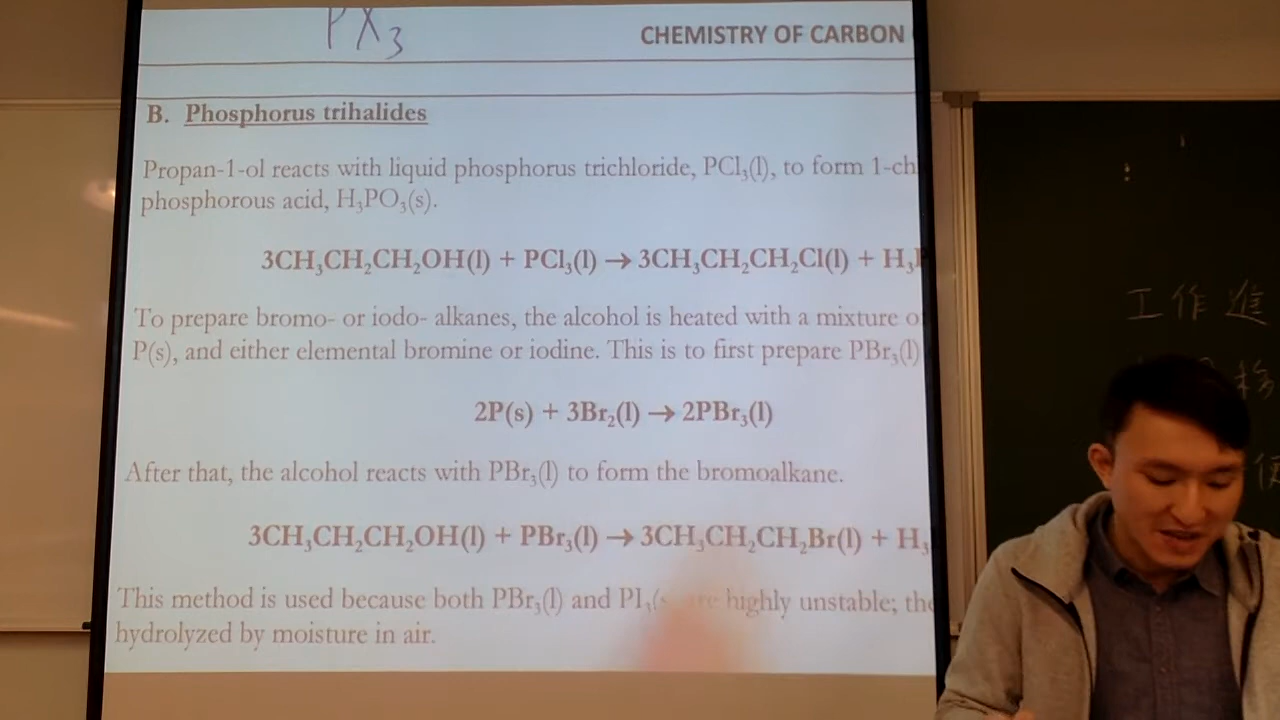 PX₃
CHEMISTRY OF CARBON
B. Phosphorus trihalides
Propan-1-ol reacts with liquid phosphorus trichloride, PCl₃(l), to form 1-ch
phosphorous acid, H₃PO₃(s).
3CH₃CH₂CH₂OH(l) + PCl₃(l) → 3CH₃CH₂CH₂Cl(l) + H₃P
To prepare bromo- or iodo- alkanes, the alcohol is heated with a mixture o
P(s), and either elemental bromine or iodine. This is to first prepare PBr₃(l)
2P(s) + 3Br₂(l) → 2PBr₃(l)
After that, the alcohol reacts with PBr₃(l) to form the bromoalkane.
3CH₃CH₂CH₂OH(l) + PBr₃(l) → 3CH₃CH₂CH₂Br(l) + H₃
This method is used because both PBr₃(l) and PI₃( highly unstable; the
hydrolyzed by moisture in air.
工作進